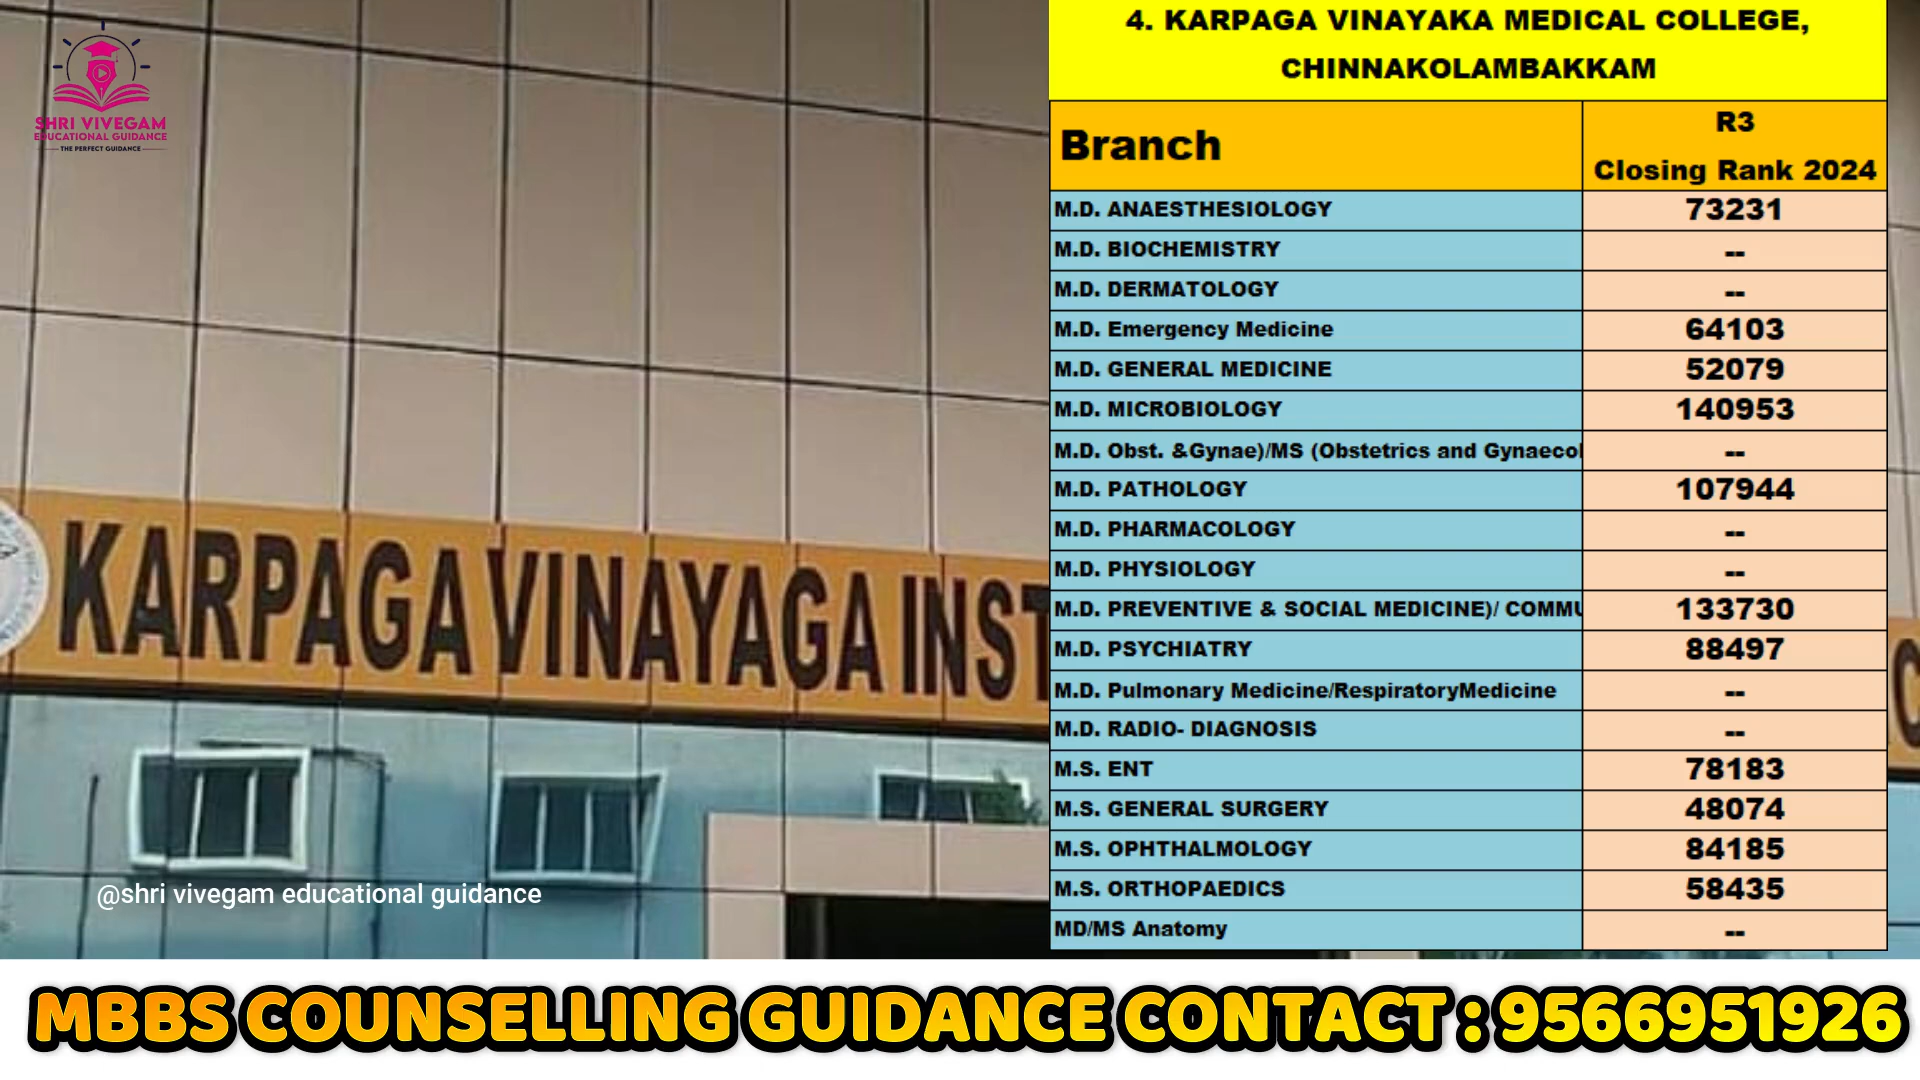 SHRI VIVEGAM
EDUCATIONAL GUIDANCE
THE PERFECT GUIDANCE
4. KARPAGA VINAYAKA MEDICAL COLLEGE,
CHINNAKOLAMBAKKAM
Branch
R3
Closing Rank 2024
M.D. ANAESTHESIOLOGY 73231
M.D. BIOCHEMISTRY --
M.D. DERMATOLOGY --
M.D. Emergency Medicine 64103
M.D. GENERAL MEDICINE 52079
M.D. MICROBIOLOGY 140953
M.D. Obst. &Gynae)/MS (Obstetrics and Gynaecol --
M.D. PATHOLOGY 107944
M.D. PHARMACOLOGY --
M.D. PHYSIOLOGY --
M.D. PREVENTIVE & SOCIAL MEDICINE)/ COMMU 133730
M.D. PSYCHIATRY 88497
M.D. Pulmonary Medicine/RespiratoryMedicine --
M.D. RADIO- DIAGNOSIS --
M.S. ENT 78183
M.S. GENERAL SURGERY 48074
M.S. OPHTHALMOLOGY 84185
M.S. ORTHOPAEDICS 58435
MD/MS Anatomy --
KARPAGA VINAYAGA INST
@shri vivegam educational guidance
MBBS COUNSELLING GUIDANCE CONTACT : 9566951926